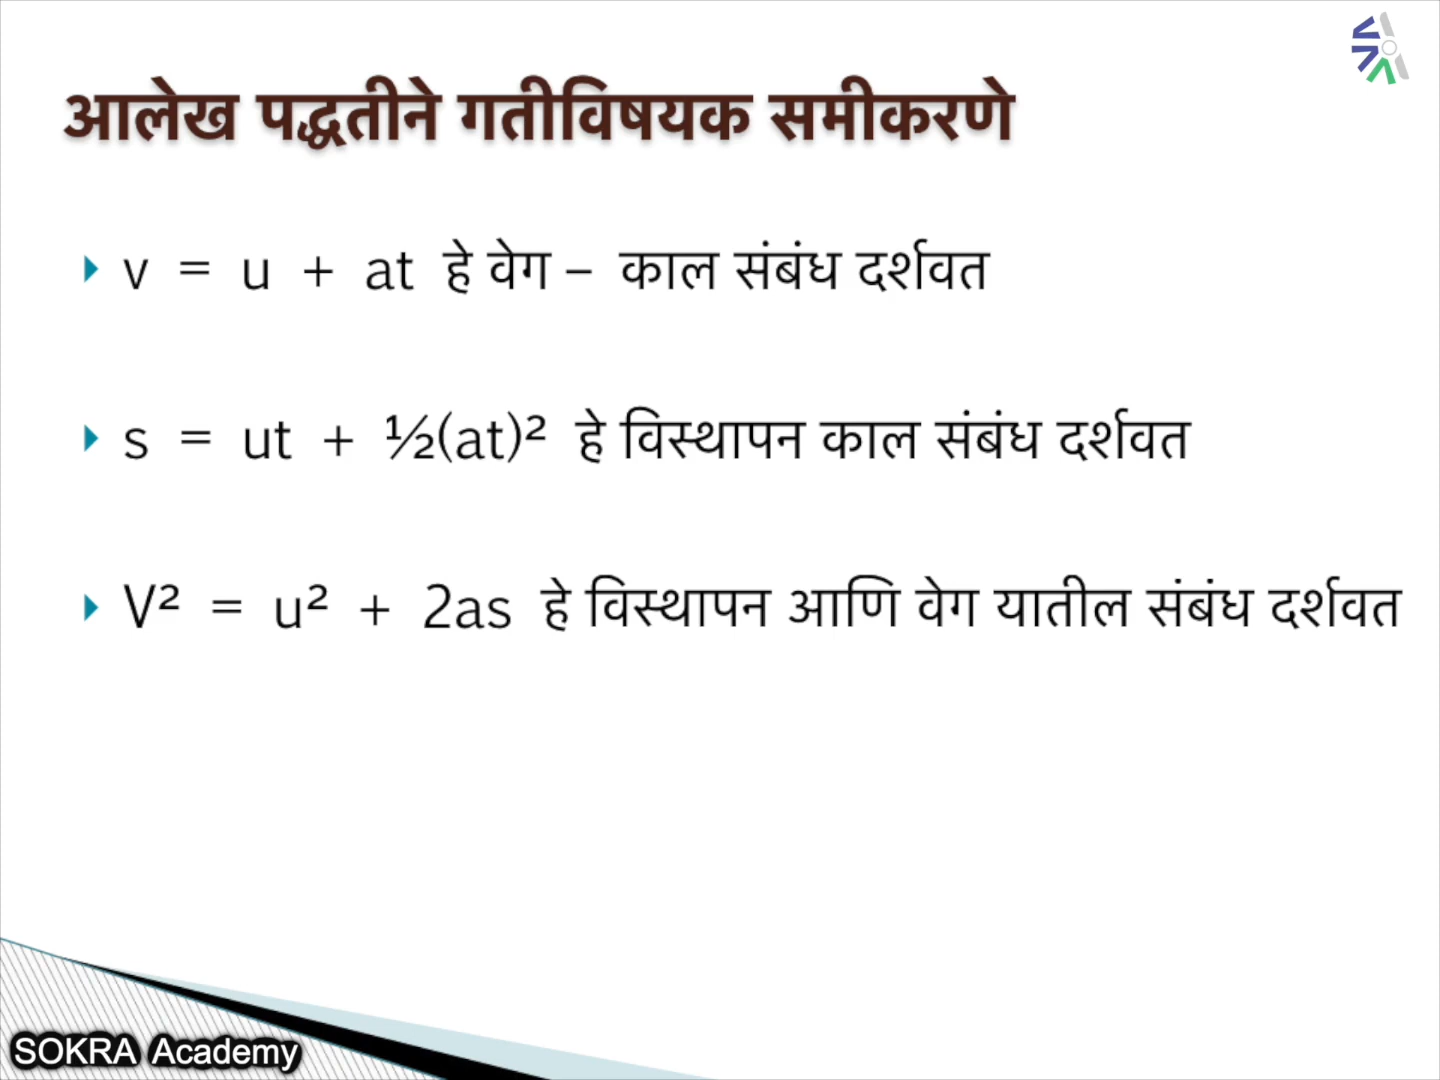 आलेख पद्धतीने गतीविषयक समीकरणे
v = u + at हे वेग – काल संबंध दर्शवत
s = ut + ½(at)² हे विस्थापन काल संबंध दर्शवत
V² = u² + 2as हे विस्थापन आणि वेग यातील संबंध दर्शवत
SOKRA Academy